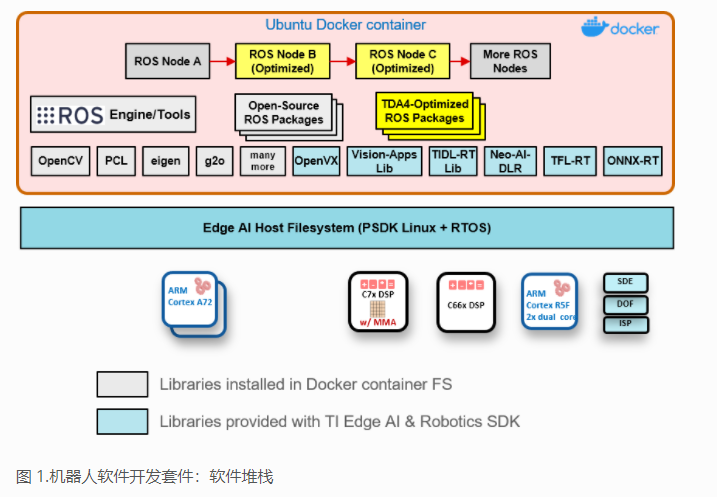 Ubuntu Docker container
docker
ROS Node A
ROS Node B
(Optimized)
ROS Node C
(Optimized)
More ROS
Nodes
ROS Engine/Tools
Open-Source
ROS Packages
TDA4-Optimized
ROS Packages
OpenCV
PCL
eigen
g2o
many
more
OpenVX
Vision-Apps
Lib
TIDL-RT
Lib
Neo-AI-
DLR
TFL-RT
ONNX-RT
Edge AI Host Filesystem (PSDK Linux + RTOS)
ARM
Cortex A72
C7x DSP
w/ MMA
C66x DSP
ARM
Cortex R5F
2x dual core
SDE
DOF
ISP
Libraries installed in Docker container FS
Libraries provided with TI Edge AI & Robotics SDK
图 1.机器人软件开发套件：软件堆栈